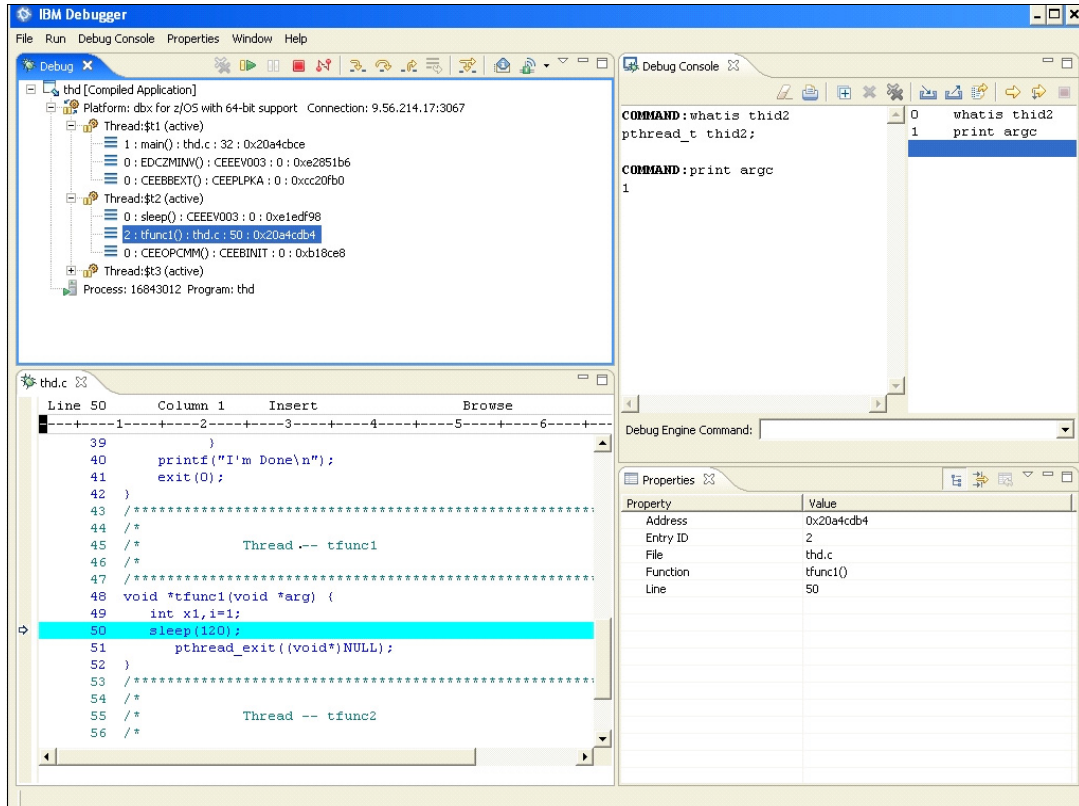 IBM Debugger
File Run Debug Console Properties Window Help
Debug
thd [Compiled Application]
Platform: dbx for z/OS with 64-bit support Connection: 9.56.214.17:3067
Thread:$t1 (active)
1 : main() : thd.c : 32 : 0x20a4cbce
0 : EDCZMINV() : CEEEV003 : 0 : 0xe2851b6
0 : CEEBBEXT() : CEEPLPKA : 0 : 0xcc20fb0
Thread:$t2 (active)
0 : sleep() : CEEEV003 : 0 : 0xe1edf98
2 : tfunc1() : thd.c : 50 : 0x20a4cdb4
0 : CEEOPCMM() : CEEBINIT : 0 : 0xb18ce8
Thread:$t3 (active)
Process: 16843012 Program: thd
Debug Console
COMMAND:whatis thid2
pthread_t thid2;
COMMAND:print argc
1
0 whatis thid2
1 print argc
Debug Engine Command:
thd.c
Line 50 Column 1 Insert Browse
----+----1----+----2----+----3----+----4----+----5----+----6----+---
39 }
40 printf("I'm Done\n");
41 exit(0);
42 }
43 /*******************************************************
44 /*
45 /* Thread -- tfunc1
46 /*
47 /*******************************************************
48 void *tfunc1(void *arg) {
49 int x1,i=1;
50 sleep(120);
51 pthread_exit((void*)NULL);
52 }
53 /*******************************************************
54 /*
55 /* Thread -- tfunc2
56 /*
Properties
Property Value
Address 0x20a4cdb4
Entry ID 2
File thd.c
Function tfunc1()
Line 50